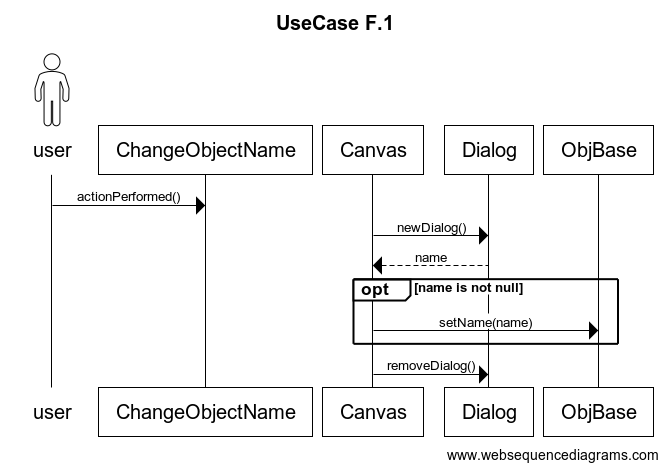 UseCase F.1
user
ChangeObjectName
Canvas
Dialog
ObjBase
actionPerformed()
newDialog()
name
opt
[name is not null]
setName(name)
removeDialog()
user
ChangeObjectName
Canvas
Dialog
ObjBase
www.websequencediagrams.com